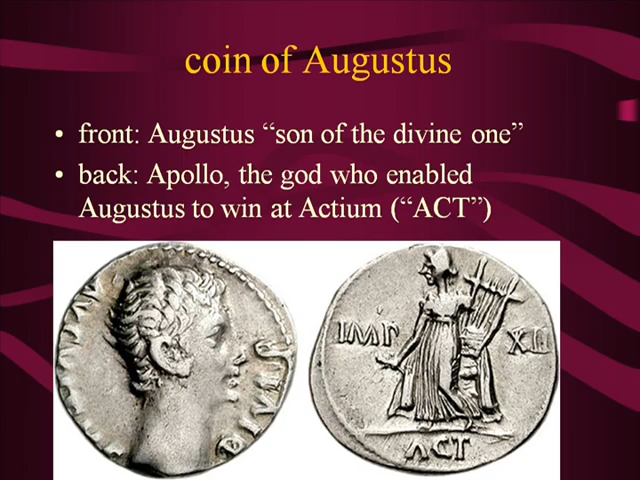 coin of Augustus
• front: Augustus “son of the divine one”
• back: Apollo, the god who enabled
Augustus to win at Actium (“ACT”)
DIVI F
IMP XII
ACT